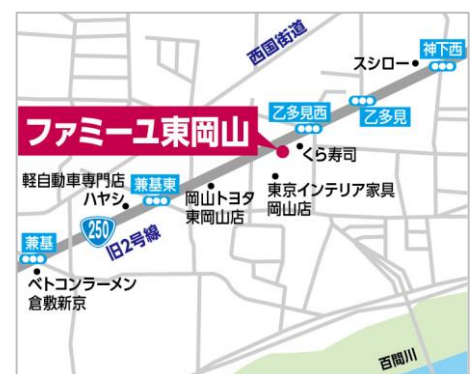 西国街道
スシロー
神下西
乙多見西
乙多見
ファミーユ東岡山
くら寿司
軽自動車専門店
ハヤシ
兼基東
岡山トヨタ
東岡山店
東京インテリア家具
岡山店
250
旧2号線
兼基
ベトコンラーメン
倉敷新京
百間川